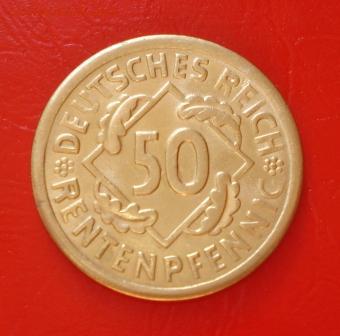 DEUTSCHES REICH
50
RENTENPFENNIG